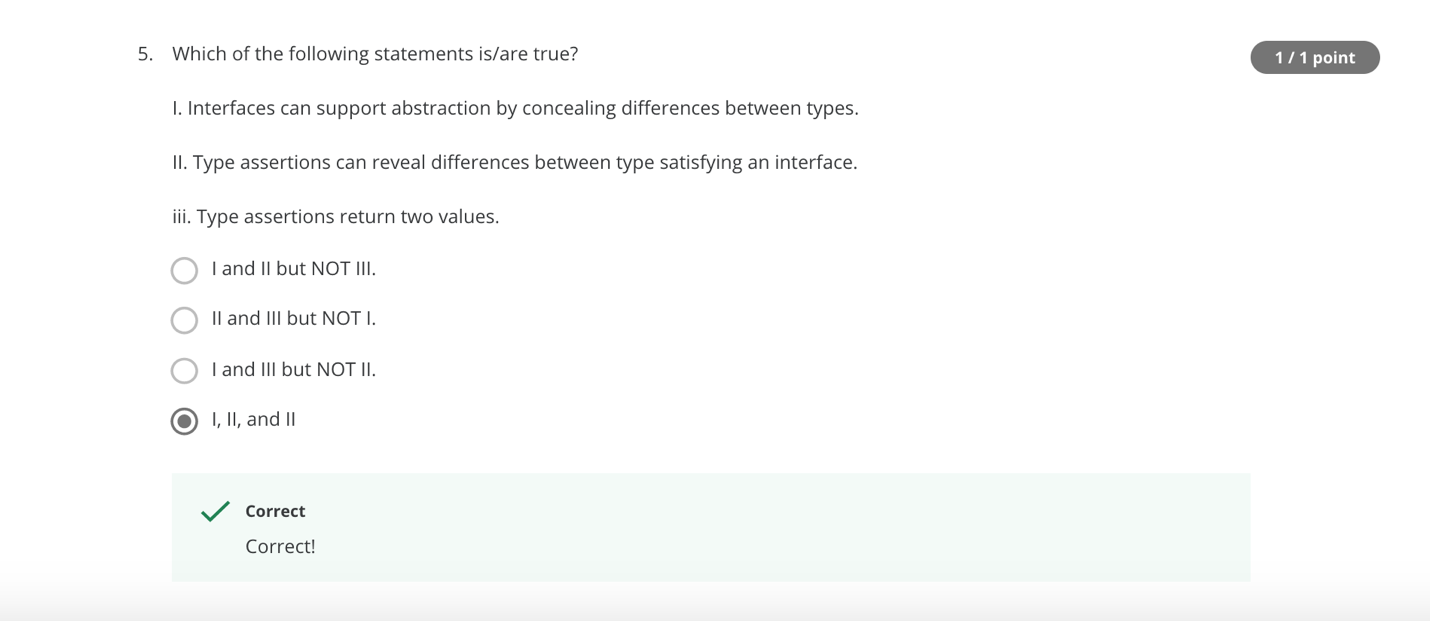 5. Which of the following statements is/are true?
1 / 1 point
I. Interfaces can support abstraction by concealing differences between types.
II. Type assertions can reveal differences between type satisfying an interface.
iii. Type assertions return two values.
I and II but NOT III.
II and III but NOT I.
I and III but NOT II.
I, II, and II
Correct
Correct!